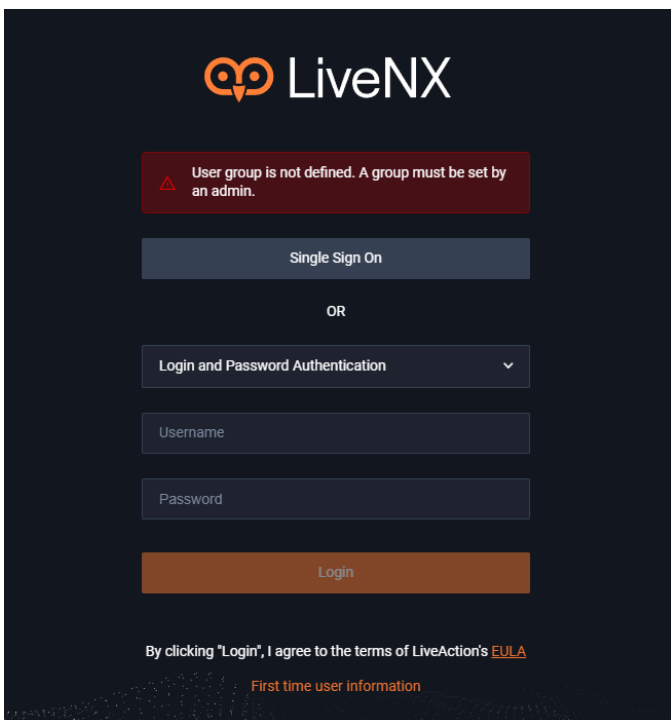 LiveNX
User group is not defined. A group must be set by
an admin.
Single Sign On
OR
Login and Password Authentication
Username
Password
Login
By clicking "Login", I agree to the terms of LiveAction's EULA
First time user information